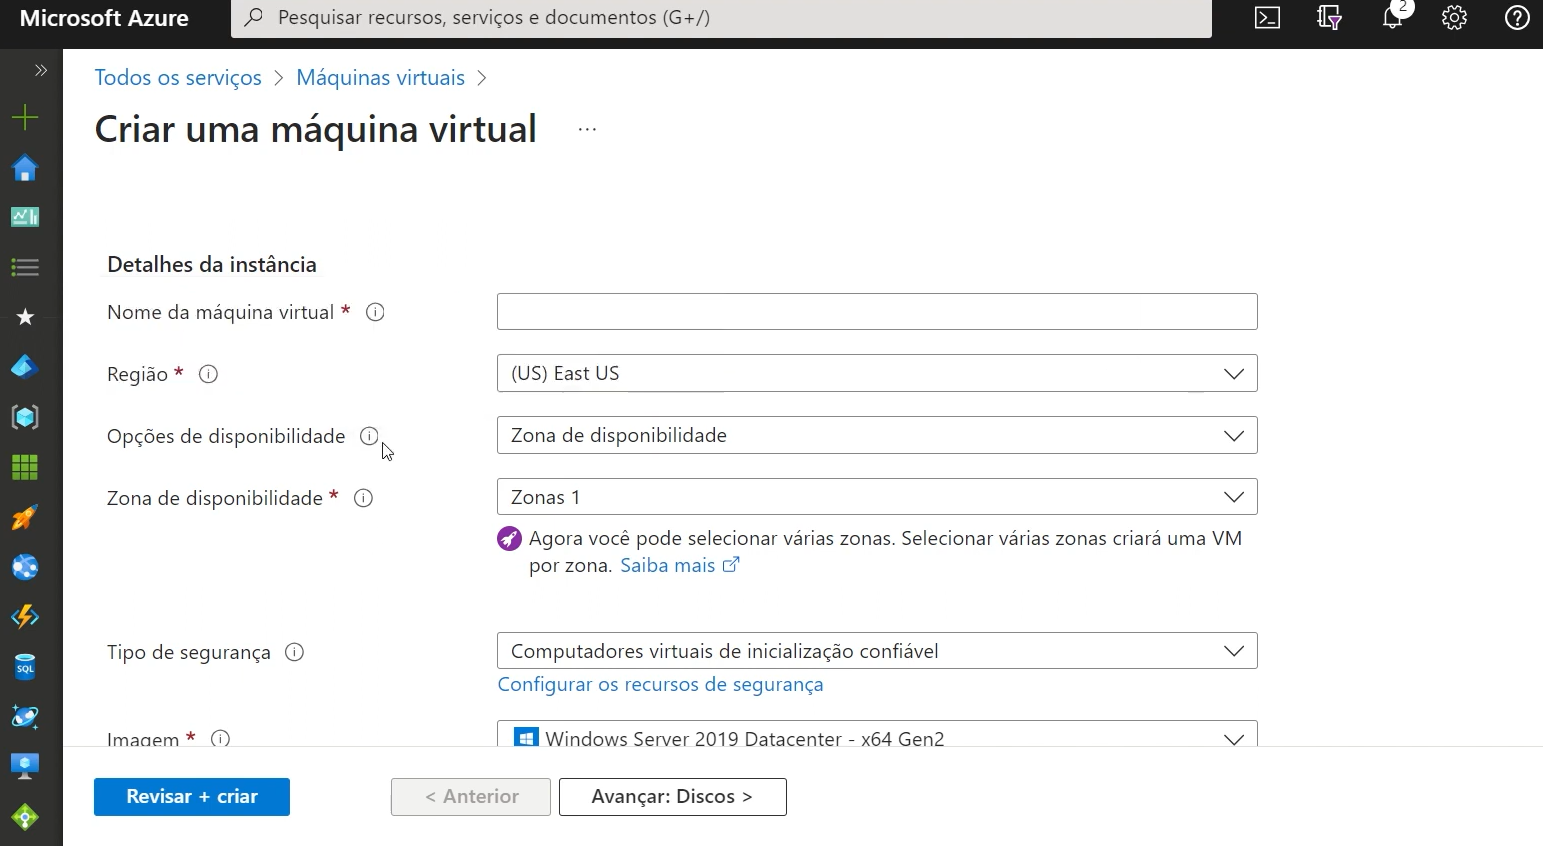 Microsoft Azure
Pesquisar recursos, serviços e documentos (G+/)
2
Todos os serviços > Máquinas virtuais >
Criar uma máquina virtual ...
Detalhes da instância
Nome da máquina virtual *
Região *
(US) East US
Opções de disponibilidade
Zona de disponibilidade
Zona de disponibilidade *
Zonas 1
Agora você pode selecionar várias zonas. Selecionar várias zonas criará uma VM
por zona. Saiba mais
Tipo de segurança
Computadores virtuais de inicialização confiável
Configurar os recursos de segurança
Imagem *
Windows Server 2019 Datacenter - x64 Gen2
SQL
Revisar + criar
< Anterior
Avançar: Discos >